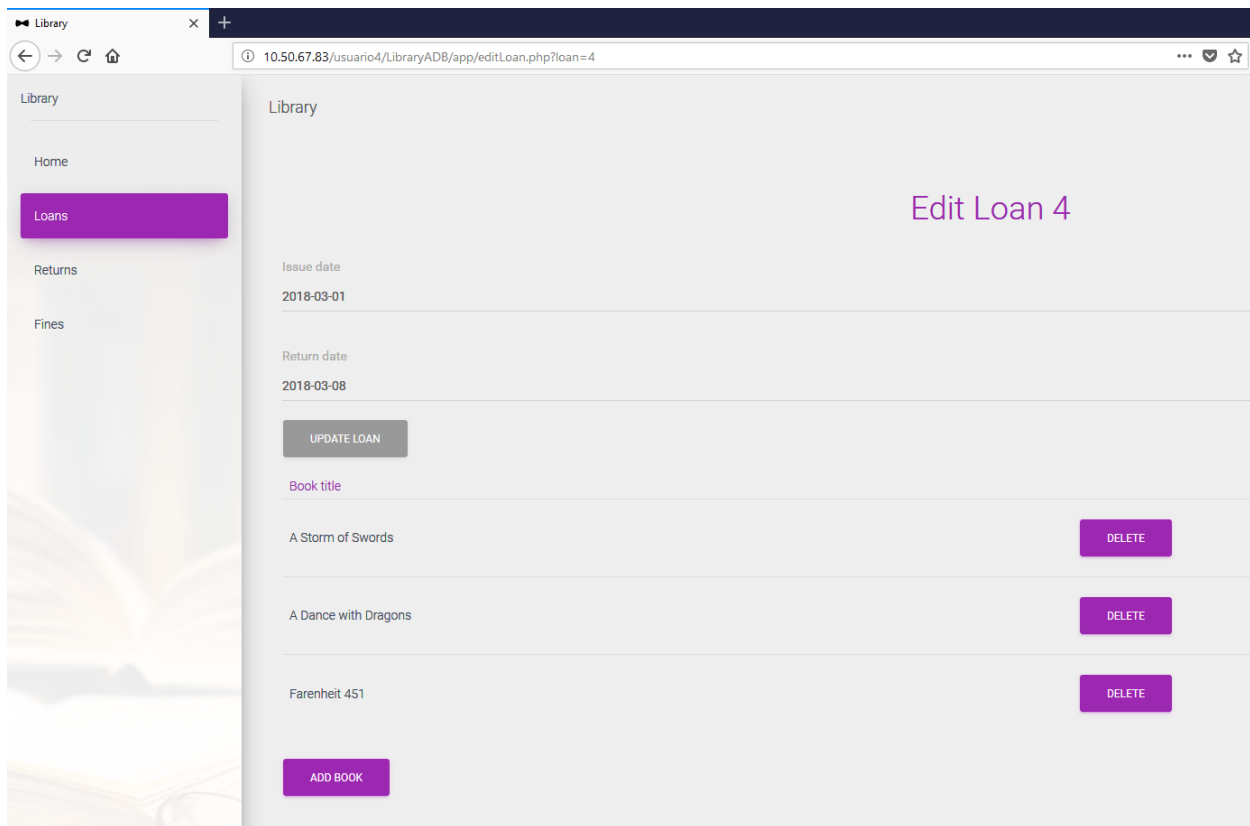 Library
10.50.67.83/usuario4/LibraryADB/app/editLoan.php?loan=4
Library
Home
Loans
Returns
Fines
Library
Edit Loan 4
Issue date
2018-03-01
Return date
2018-03-08
UPDATE LOAN
Book title
A Storm of Swords DELETE
A Dance with Dragons DELETE
Farenheit 451 DELETE
ADD BOOK